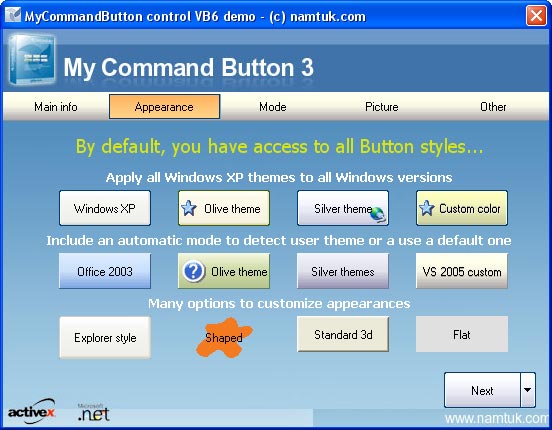 MyCommandButton control VB6 demo - (c) namtuk.com
My Command Button 3
Main info Appearance Mode Picture Other
By default, you have access to all Button styles...
Apply all Windows XP themes to all Windows versions
Windows XP Olive theme Silver theme Custom color
Include an automatic mode to detect user theme or a use a default one
Office 2003 Olive theme Silver themes VS 2005 custom
Many options to customize appearances
Explorer style Shaped Standard 3d Flat
Next
activex Microsoft .net
www.namtuk.com